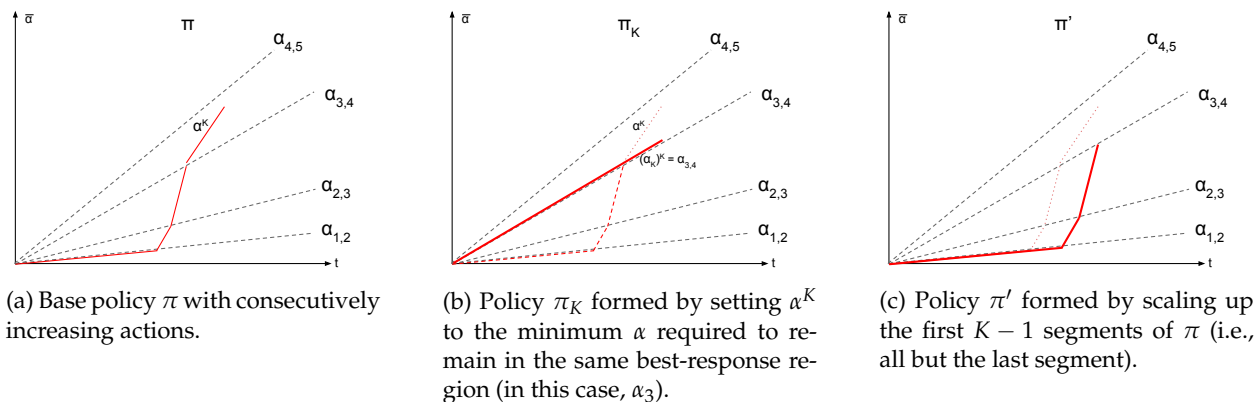 ᾱ
π
α4,5
α3,4
αᴷ
α2,3
α1,2
t
(a) Base policy π with consecutively
increasing actions.
ᾱ
πK
α4,5
α3,4
αᴷ
(αK)ᴷ = α3,4
α2,3
α1,2
t
(b) Policy πK formed by setting αᴷ
to the minimum α required to re-
main in the same best-response re-
gion (in this case, α3).
ᾱ
π′
α4,5
α3,4
α2,3
α1,2
t
(c) Policy π′ formed by scaling up
the first K − 1 segments of π (i.e.,
all but the last segment).